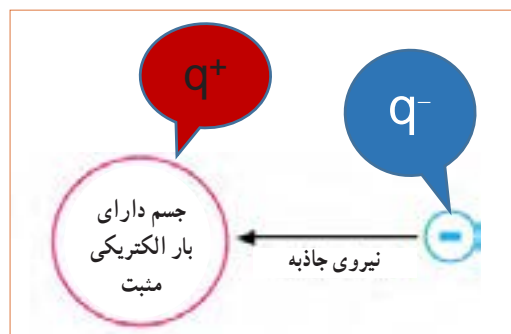 q⁺
q⁻
جسم دارای
بار الکتریکی
مثبت
نیروی جاذبه
−